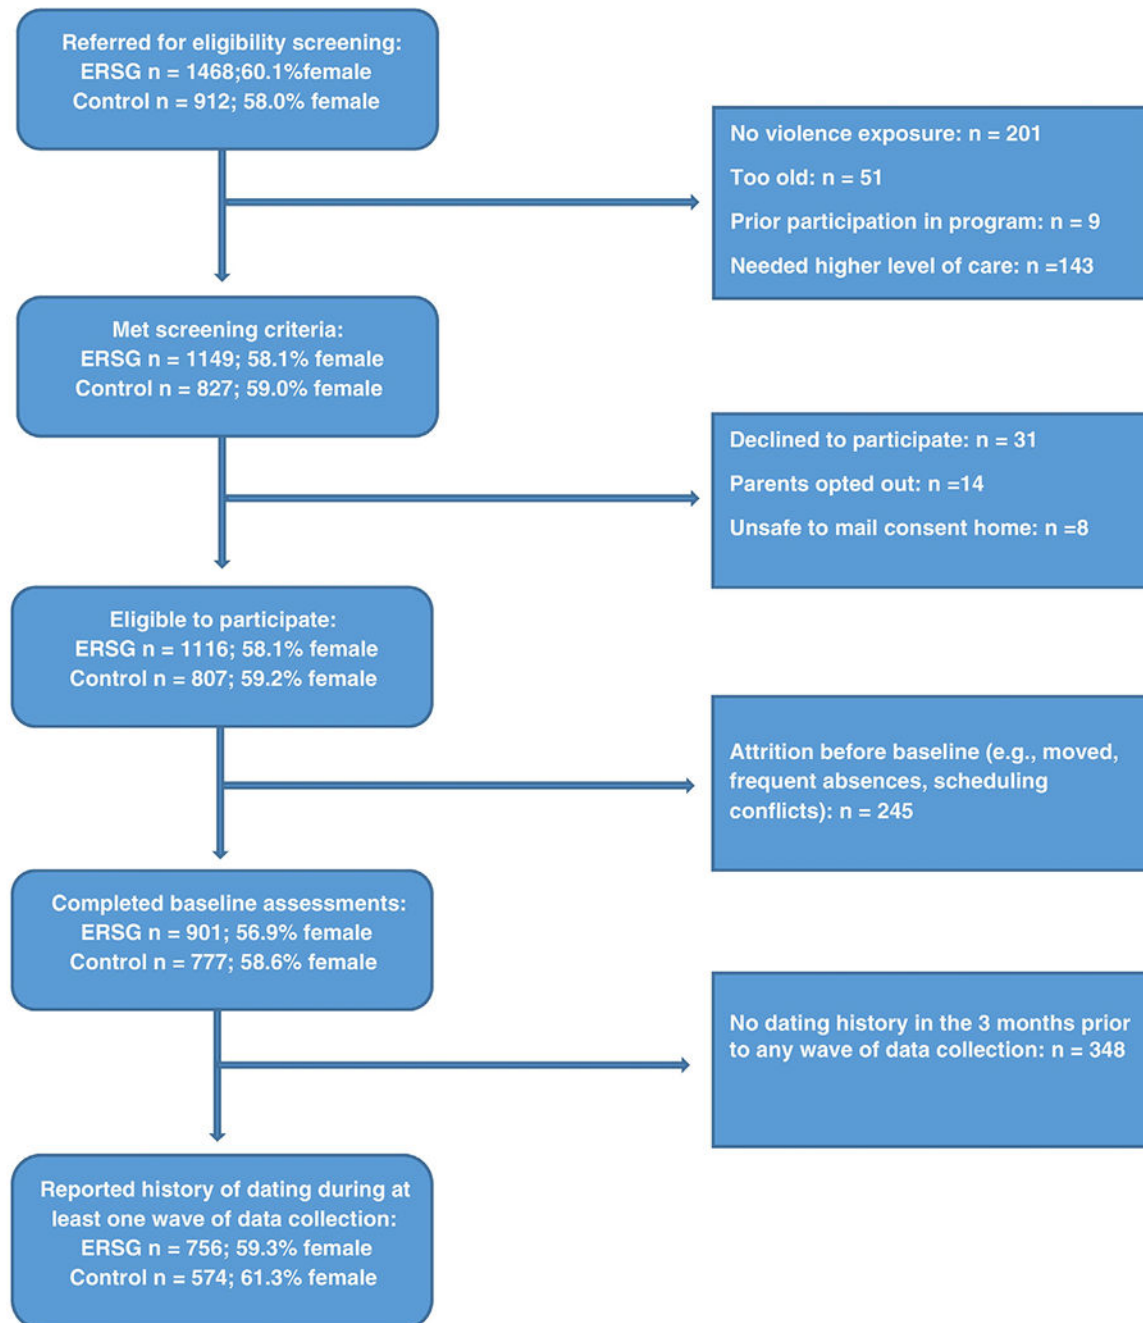 Referred for eligibility screening:
ERSG n = 1468;60.1%female
Control n = 912; 58.0% female
No violence exposure: n = 201
Too old: n = 51
Prior participation in program: n = 9
Needed higher level of care: n =143
Met screening criteria:
ERSG n = 1149; 58.1% female
Control n = 827; 59.0% female
Declined to participate: n = 31
Parents opted out: n =14
Unsafe to mail consent home: n =8
Eligible to participate:
ERSG n = 1116; 58.1% female
Control n = 807; 59.2% female
Attrition before baseline (e.g., moved,
frequent absences, scheduling
conflicts): n = 245
Completed baseline assessments:
ERSG n = 901; 56.9% female
Control n = 777; 58.6% female
No dating history in the 3 months prior
to any wave of data collection: n = 348
Reported history of dating during at
least one wave of data collection:
ERSG n = 756; 59.3% female
Control n = 574; 61.3% female